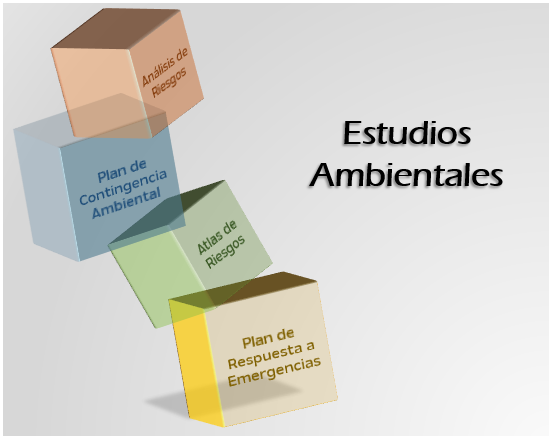 Análisis de
Riesgos
Plan de
Contingencia
Ambiental
Atlas de
Riesgos
Plan de
Respuesta a
Emergencias
Estudios
Ambientales